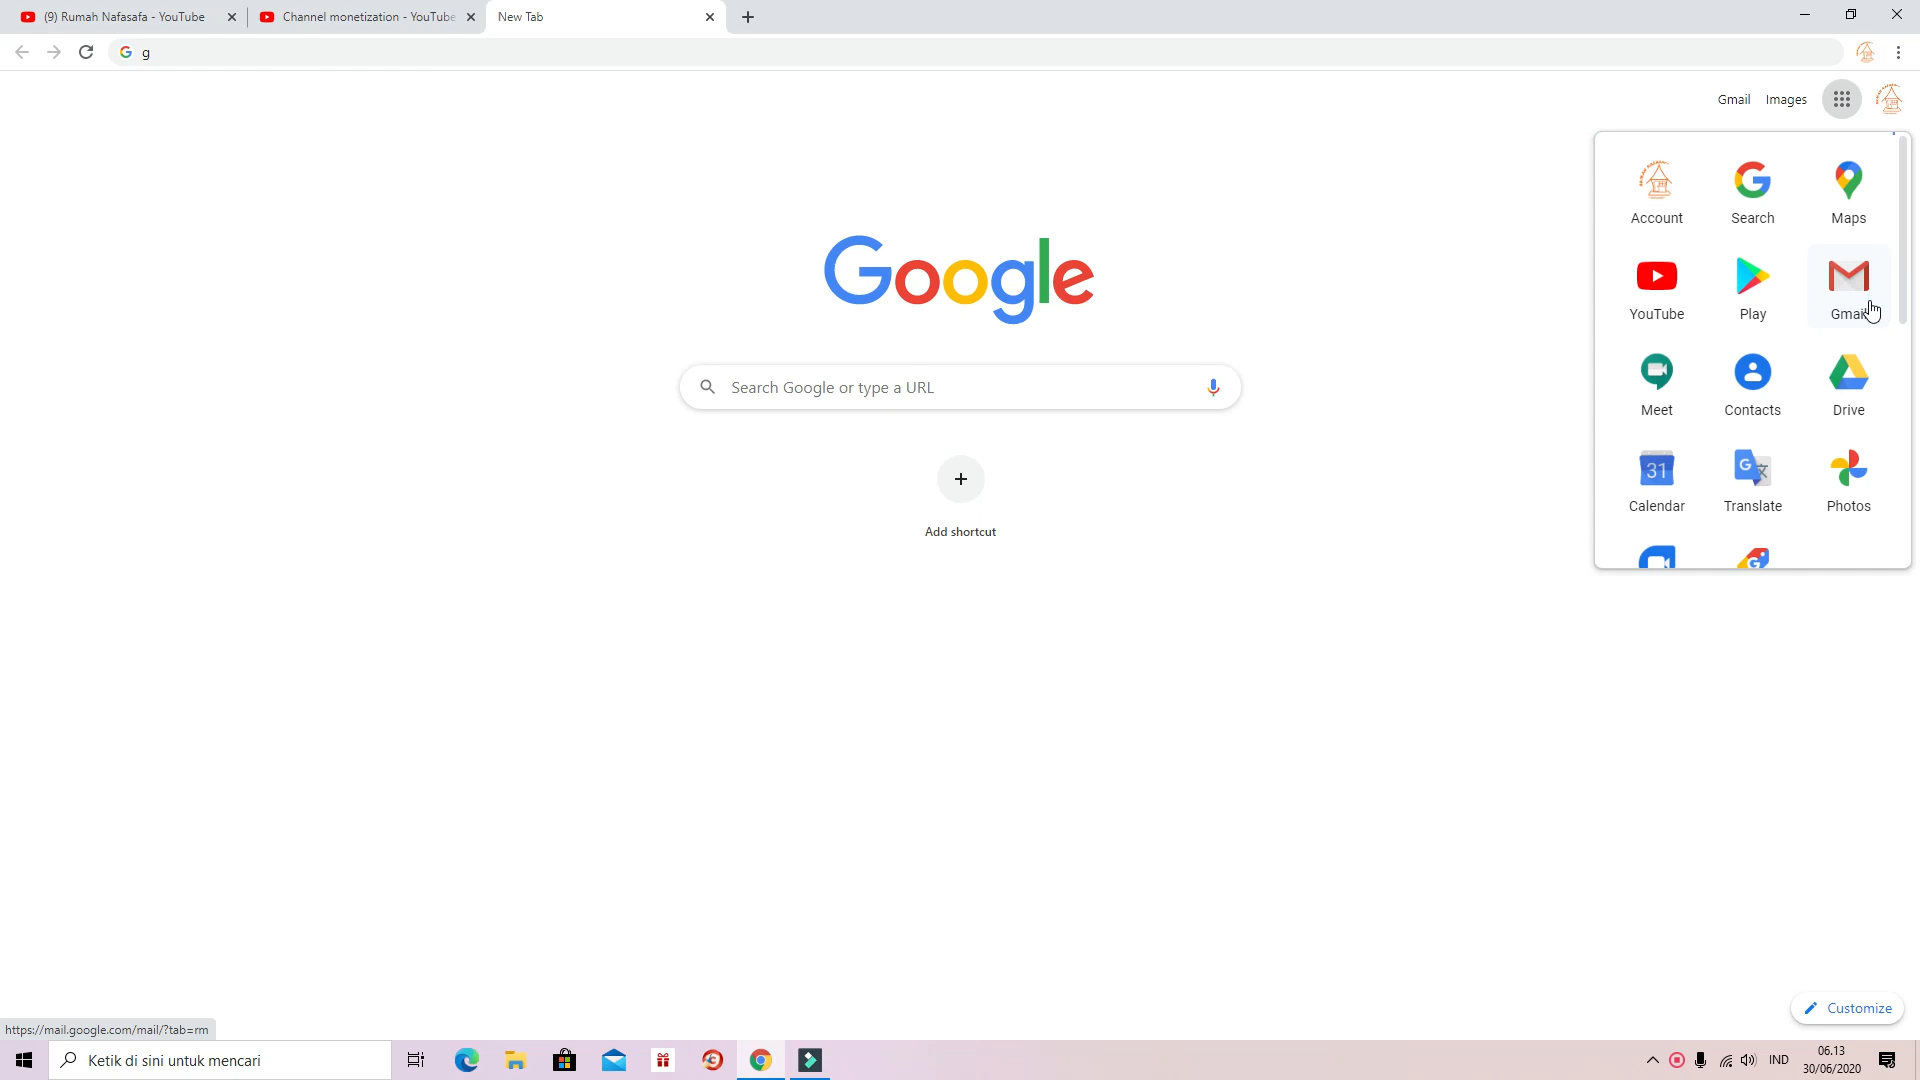 (9) Rumah Nafasafa - YouTube
Channel monetization - YouTube
New Tab
g
Gmail
Images
Google
Search Google or type a URL
Add shortcut
Account
Search
Maps
YouTube
Play
Gmail
Meet
Contacts
Drive
31
Calendar
Translate
Photos
Customize
https://mail.google.com/mail/?tab=rm
Ketik di sini untuk mencari
IND
06.13
30/06/2020